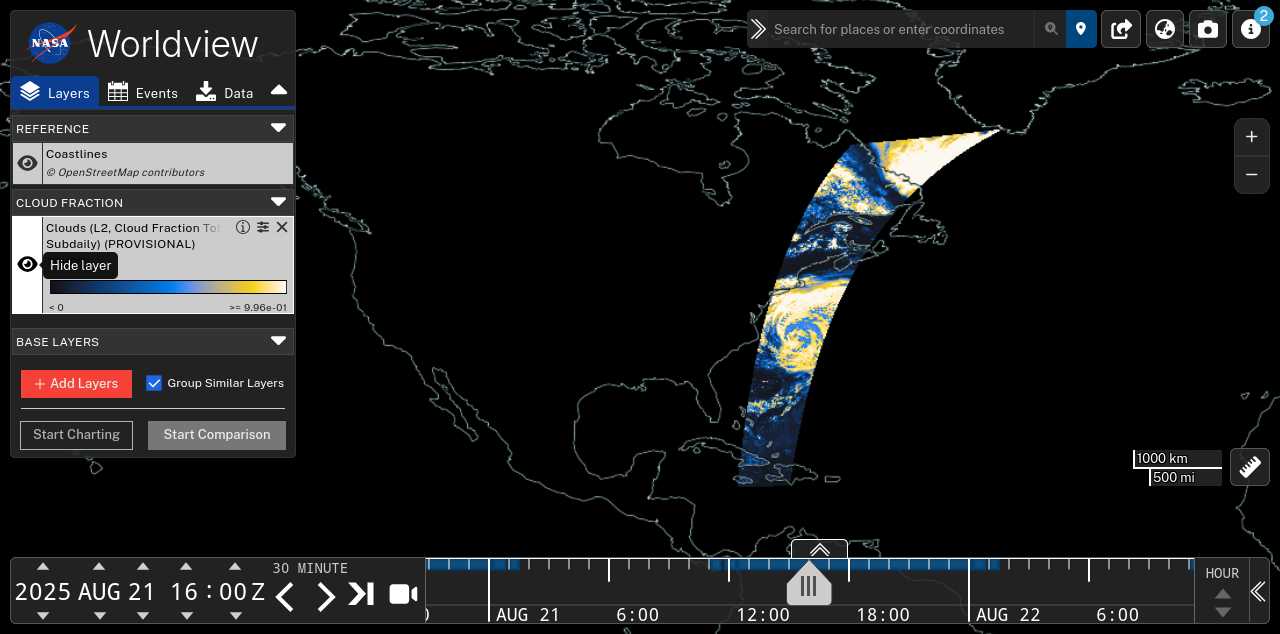 NASA
Worldview
Layers
Events
Data
REFERENCE
Coastlines
© OpenStreetMap contributors
CLOUD FRACTION
Clouds (L2, Cloud Fraction
Subdaily) (PROVISIONAL)
Hide layer
< 0
>= 9.96e-01
BASE LAYERS
+ Add Layers
Group Similar Layers
Start Charting
Start Comparison
Search for places or enter coordinates
2
+
−
1000 km
500 mi
2025 AUG 21 16 : 00 Z
30 MINUTE
AUG 21
6:00
12:00
18:00
AUG 22
6:00
HOUR